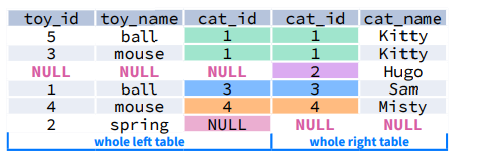 toy_id toy_name cat_id cat_id cat_name
5 ball 1 1 Kitty
3 mouse 1 1 Kitty
NULL NULL NULL 2 Hugo
1 ball 3 3 Sam
4 mouse 4 4 Misty
2 spring NULL NULL NULL
whole left table whole right table